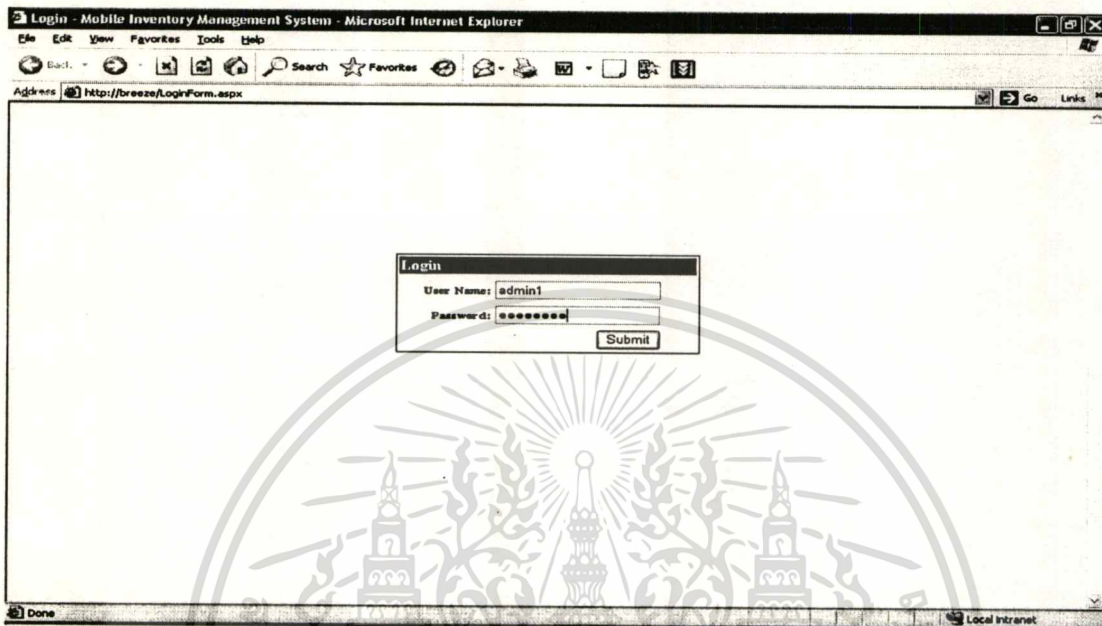 Login - Mobile Inventory Management System - Microsoft Internet Explorer
File Edit View Favorites Tools Help
Back Search Favorites
Address http://breeze/LoginForm.aspx Go Links
Login
User Name: admin1
Password: ••••••••
Submit
Done Local intranet